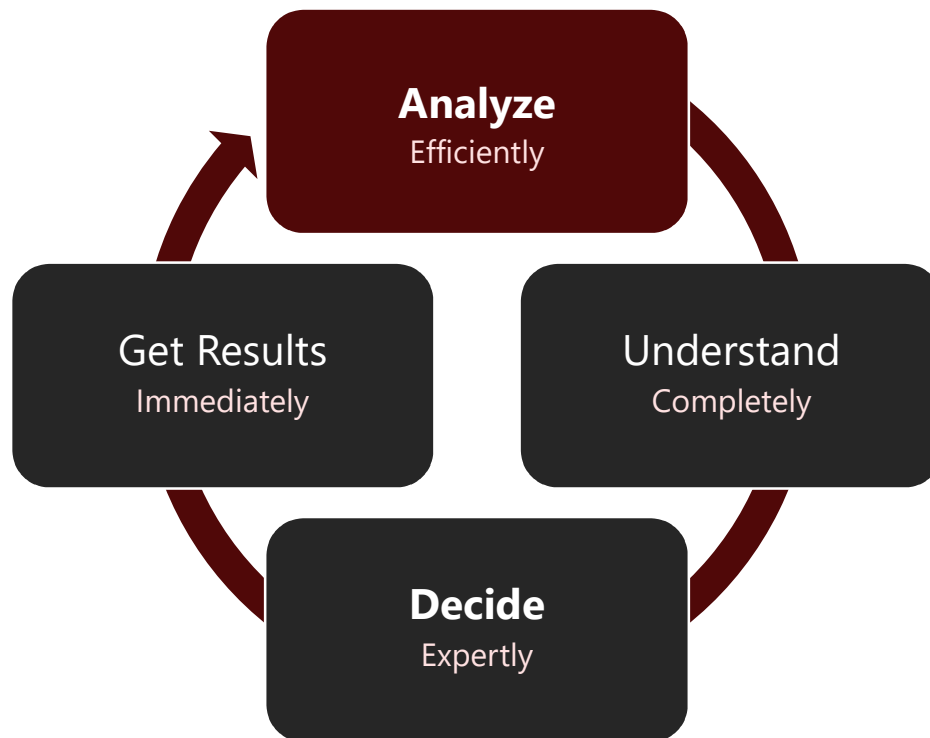 Analyze
Efficiently
Understand
Completely
Decide
Expertly
Get Results
Immediately